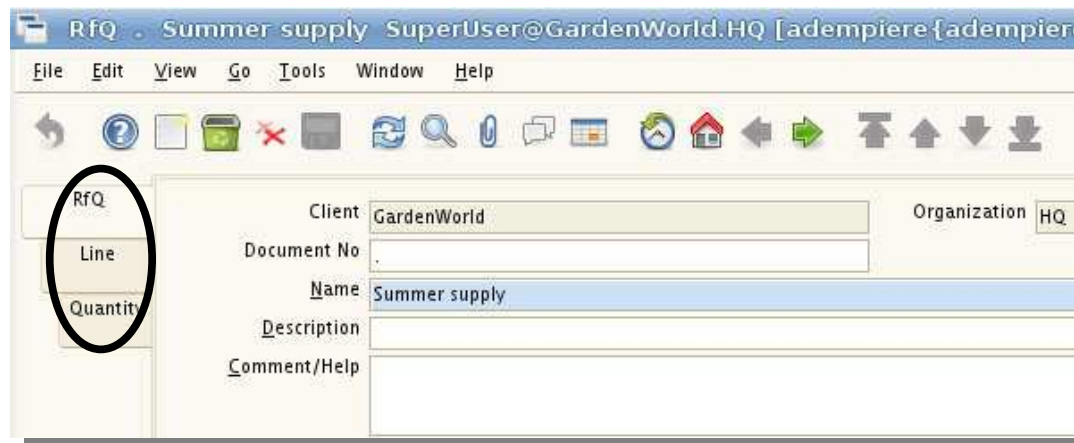 RfQ . Summer supply SuperUser@GardenWorld.HQ [adempiere{adempier
File Edit View Go Tools Window Help
RfQ
Client GardenWorld Organization HQ
Line
Document No .
Name Summer supply
Quantity
Description
Comment/Help